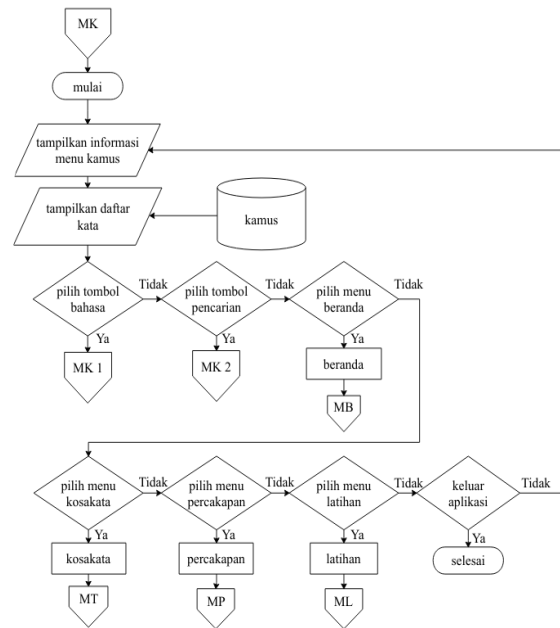 MK
mulai
tampilkan informasi
menu kamus
tampilkan daftar
kata
kamus
pilih tombol
bahasa
Tidak
pilih tombol
pencarian
Tidak
pilih menu
beranda
Tidak
Ya
Ya
Ya
MK 1
MK 2
beranda
MB
pilih menu
kosakata
Tidak
pilih menu
percakapan
Tidak
pilih menu
latihan
Tidak
keluar
aplikasi
Tidak
Ya
Ya
Ya
Ya
kosakata
percakapan
latihan
selesai
MT
MP
ML